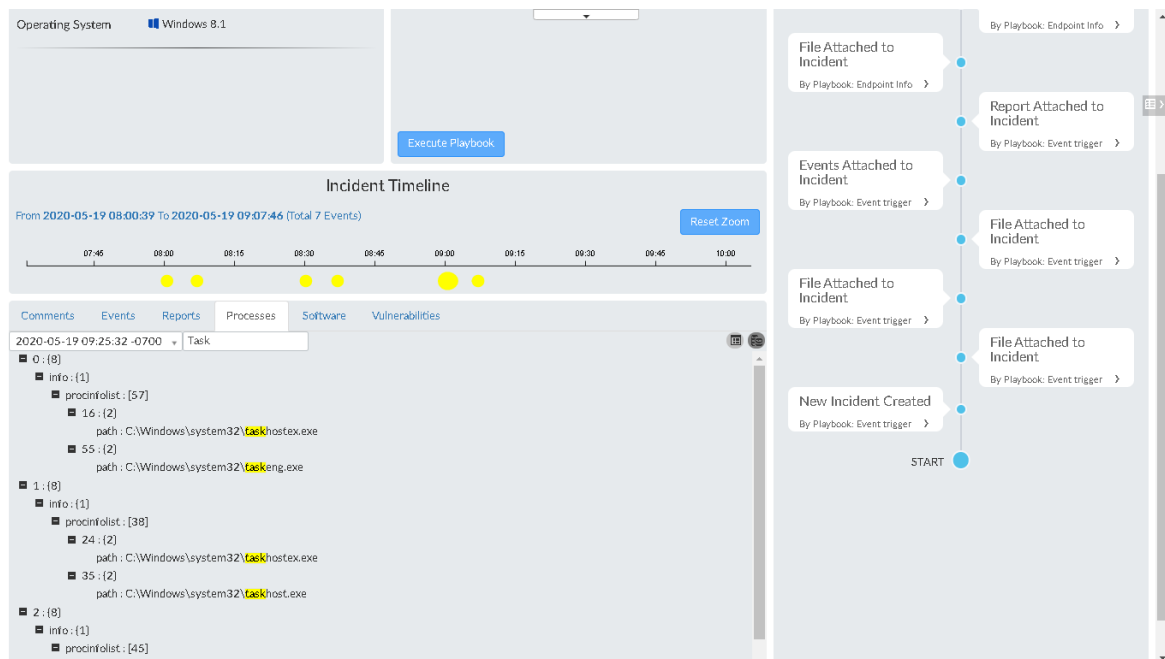 Operating System Windows 8.1
Execute Playbook
Incident Timeline
From 2020-05-19 08:00:39 To 2020-05-19 09:07:46 (Total 7 Events)
Reset Zoom
07:45 08:00 08:15 08:30 08:45 09:00 09:15 09:30 09:45 10:00
Comments Events Reports Processes Software Vulnerabilities
2020-05-19 09:25:32 -0700 Task
0 : {8}
info : {1}
procinfolist : [57]
16 : {2}
path : C:\Windows\system32\taskhostex.exe
55 : {2}
path : C:\Windows\system32\taskeng.exe
1 : {8}
info : {1}
procinfolist : [38]
24 : {2}
path : C:\Windows\system32\taskhostex.exe
35 : {2}
path : C:\Windows\system32\taskhost.exe
2 : {8}
info : {1}
procinfolist : [45]
By Playbook: Endpoint Info
File Attached to
Incident
By Playbook: Endpoint Info
Report Attached to
Incident
By Playbook: Event trigger
Events Attached to
Incident
By Playbook: Event trigger
File Attached to
Incident
By Playbook: Event trigger
File Attached to
Incident
By Playbook: Event trigger
File Attached to
Incident
By Playbook: Event trigger
New Incident Created
By Playbook: Event trigger
START